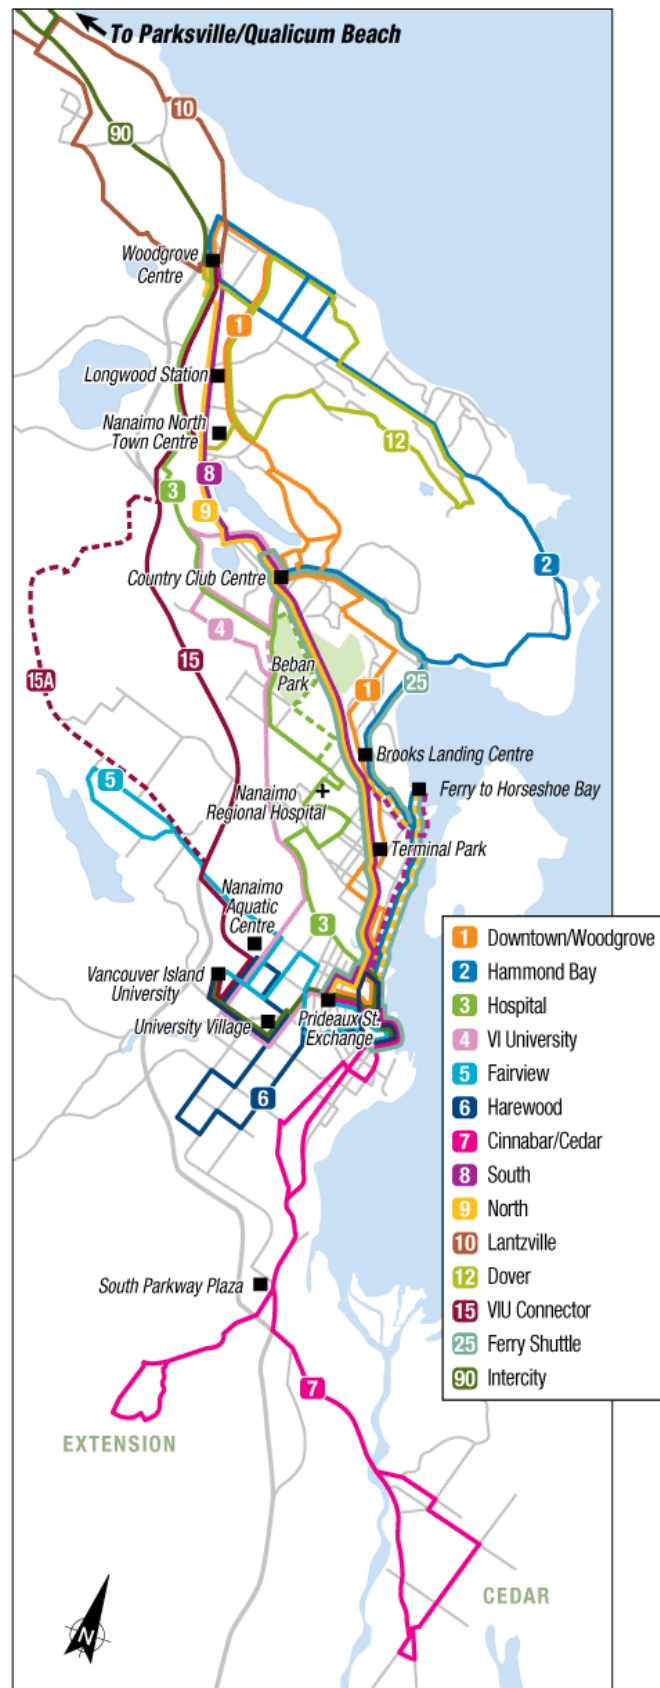 To Parksville/Qualicum Beach
10
90
Woodgrove
Centre
1
Longwood Station
Nanaimo North
Town Centre
12
8
3
9
2
Country Club Centre
4
15
Beban
Park
15A
25
1
Brooks Landing Centre
5
Nanaimo
Regional Hospital
Ferry to Horseshoe Bay
Terminal Park
Nanaimo
Aquatic
Centre
3
Vancouver Island
University
University Village
Prideaux St.
Exchange
6
South Parkway Plaza
7
EXTENSION
CEDAR
N
1 Downtown/Woodgrove
2 Hammond Bay
3 Hospital
4 VI University
5 Fairview
6 Harewood
7 Cinnabar/Cedar
8 South
9 North
10 Lantzville
12 Dover
15 VIU Connector
25 Ferry Shuttle
90 Intercity